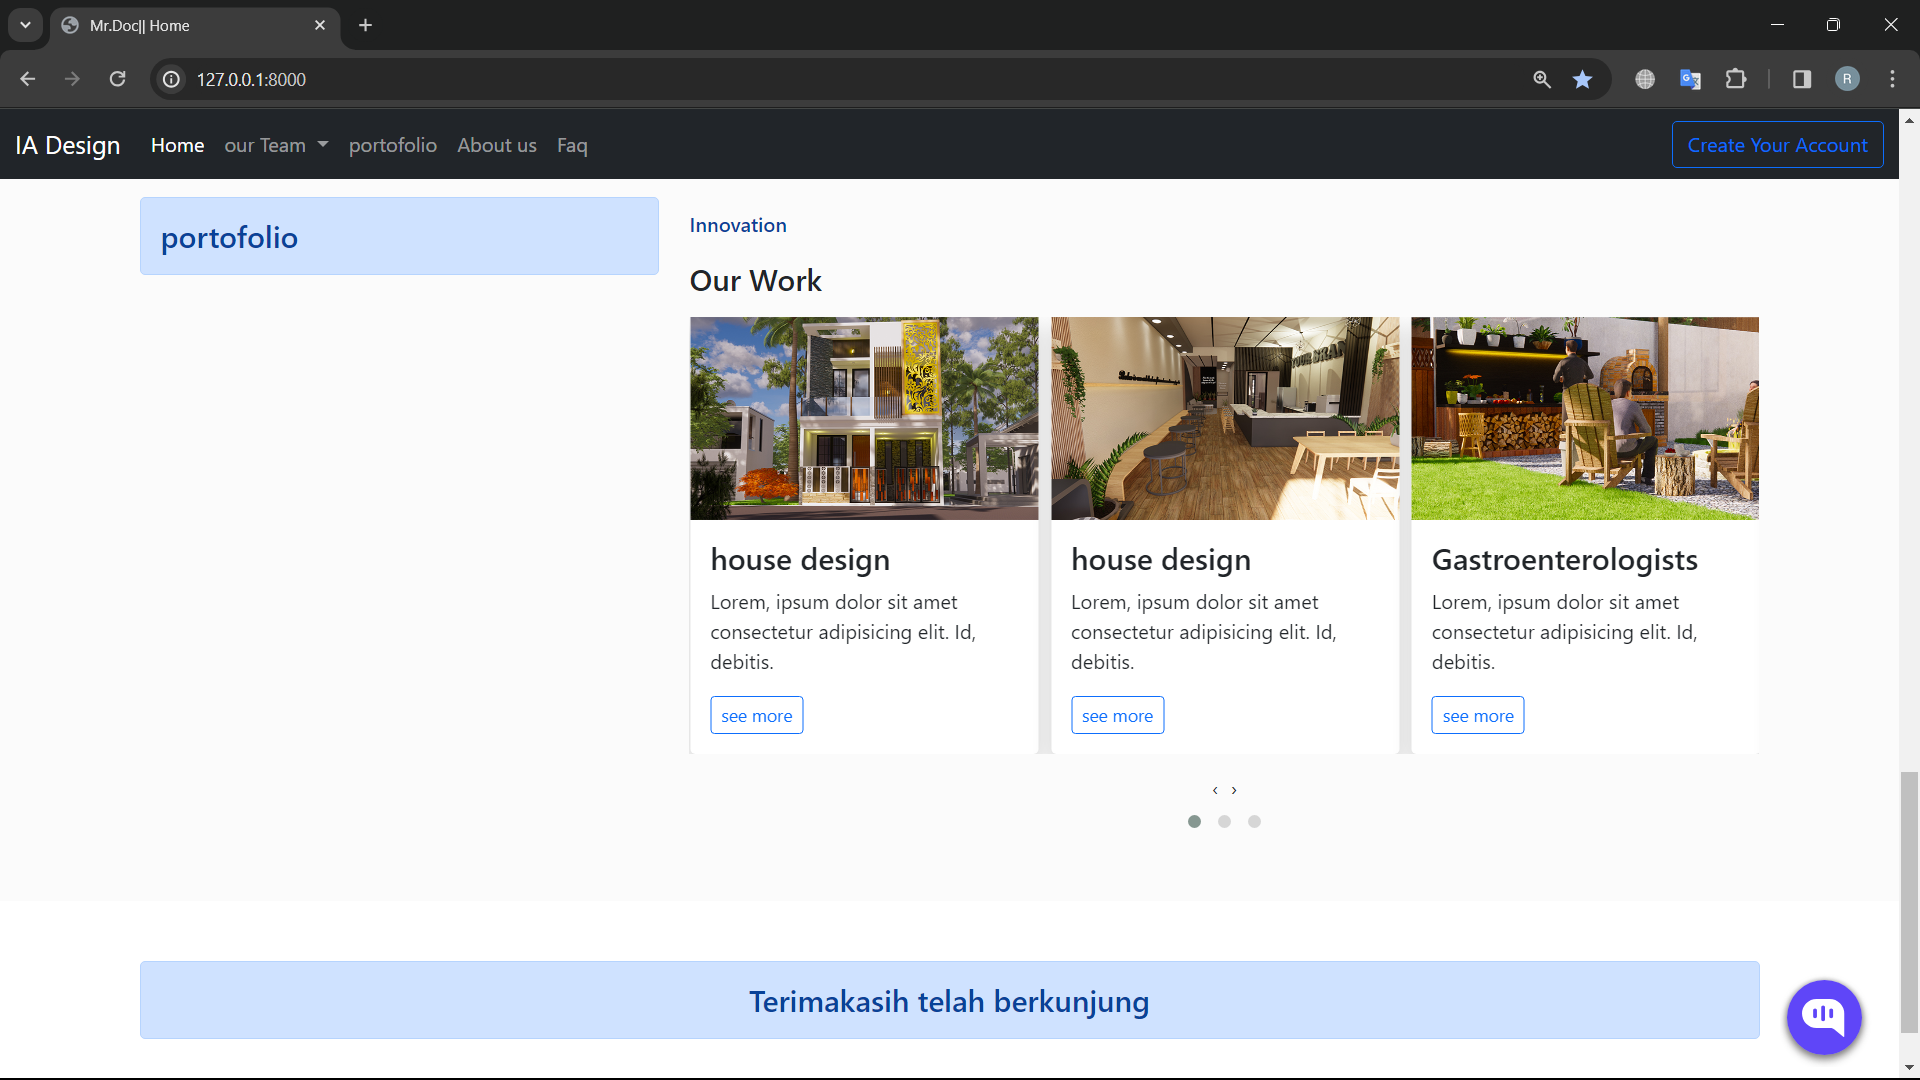 Mr.Doc|| Home
127.0.0.1:8000
R
IA Design
Home
our Team
portofolio
About us
Faq
Create Your Account
portofolio
Innovation
Our Work
house design
Lorem, ipsum dolor sit amet
consectetur adipisicing elit. Id,
debitis.
see more
house design
Lorem, ipsum dolor sit amet
consectetur adipisicing elit. Id,
debitis.
see more
Gastroenterologists
Lorem, ipsum dolor sit amet
consectetur adipisicing elit. Id,
debitis.
see more
‹ ›
Terimakasih telah berkunjung